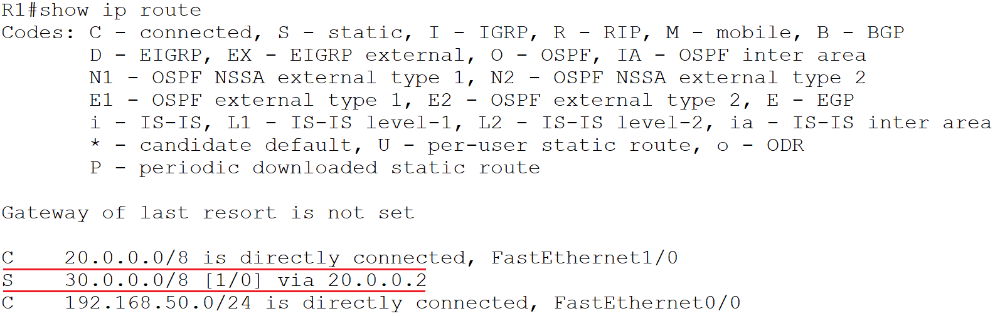 R1#show ip route
Codes: C - connected, S - static, I - IGRP, R - RIP, M - mobile, B - BGP
       D - EIGRP, EX - EIGRP external, O - OSPF, IA - OSPF inter area
       N1 - OSPF NSSA external type 1, N2 - OSPF NSSA external type 2
       E1 - OSPF external type 1, E2 - OSPF external type 2, E - EGP
       i - IS-IS, L1 - IS-IS level-1, L2 - IS-IS level-2, ia - IS-IS inter area
       * - candidate default, U - per-user static route, o - ODR
       P - periodic downloaded static route

Gateway of last resort is not set

C    20.0.0.0/8 is directly connected, FastEthernet1/0
S    30.0.0.0/8 [1/0] via 20.0.0.2
C    192.168.50.0/24 is directly connected, FastEthernet0/0